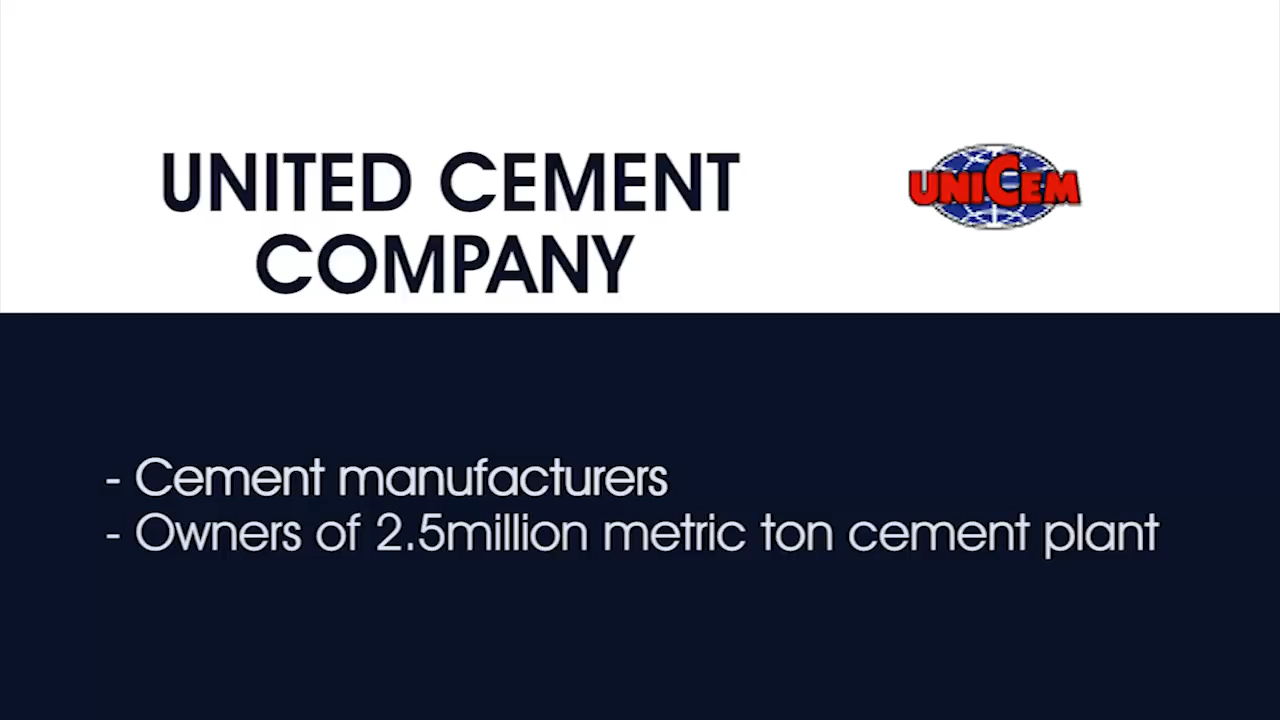 UNITED CEMENT
COMPANY
UNICEM
- Cement manufacturers
- Owners of 2.5million metric ton cement plant